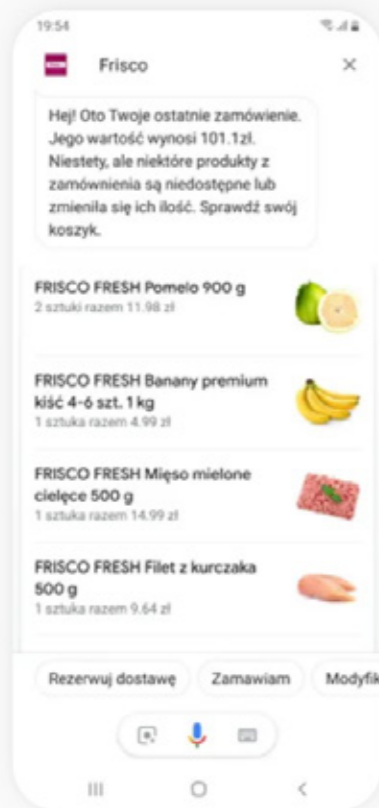 19:54
Frisco
Hej! Oto Twoje ostatnie zamówienie.
Jego wartość wynosi 101.1zł.
Niestety, ale niektóre produkty z
zamównienia są niedostępne lub
zmieniła się ich ilość. Sprawdź swój
koszyk.
FRISCO FRESH Pomelo 900 g
2 sztuki razem 11.98 zł
FRISCO FRESH Banany premium
kiść 4-6 szt. 1 kg
1 sztuka razem 4.99 zł
FRISCO FRESH Mięso mielone
cielęce 500 g
1 sztuka razem 14.99 zł
FRISCO FRESH Filet z kurczaka
500 g
1 sztuka razem 9.64 zł
Rezerwuj dostawę
Zamawiam
Modyfik